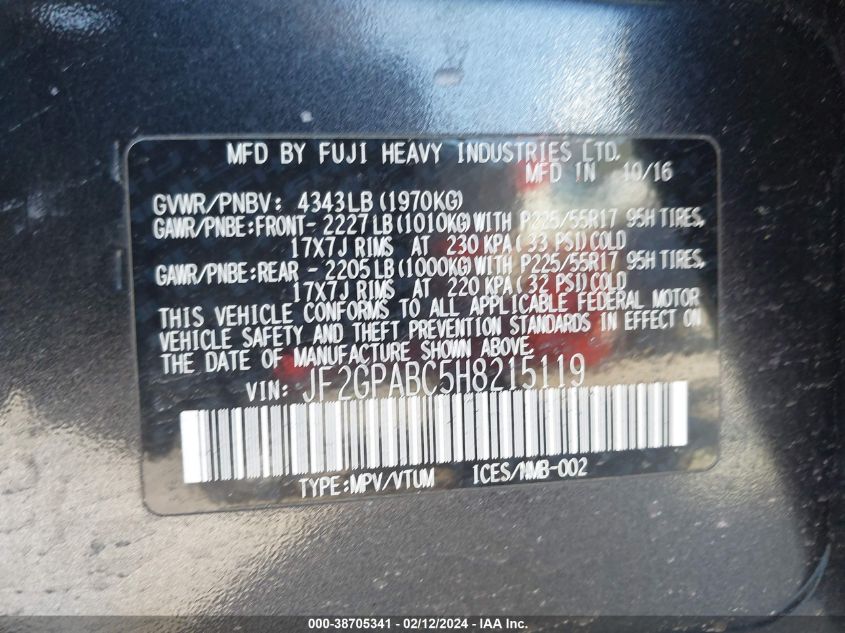 MFD BY FUJI HEAVY INDUSTRIES LTD.
MFD IN 10/16
GVWR/PNBV: 4343LB(1970KG)
GAWR/PNBE:FRONT- 2227LB(1010KG)WITH P225/55R17 95H TIRES,
17X7J RIMS AT 230 KPA( 33 PSI)COLD
GAWR/PNBE:REAR - 2205LB(1000KG)WITH P225/55R17 95H TIRES,
17X7J RIMS AT 220 KPA( 32 PSI)COLD
THIS VEHICLE CONFORMS TO ALL APPLICABLE FEDERAL MOTOR
VEHICLE SAFETY AND THEFT PREVENTION STANDARDS IN EFFECT ON
THE DATE OF MANUFACTURE SHOWN ABOVE.
VIN: JF2GPABC5H8215119
TYPE:MPV/VTUM ICES/NMB-002
000-38705341 - 02/12/2024 - IAA Inc.